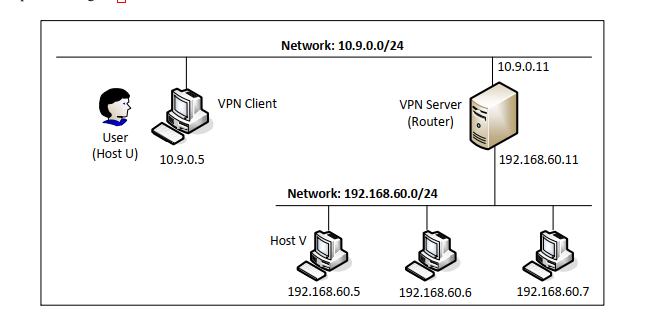 Network: 10.9.0.0/24
10.9.0.11
VPN Client
VPN Server
(Router)
User
(Host U)
10.9.0.5
192.168.60.11
Network: 192.168.60.0/24
Host V
192.168.60.5
192.168.60.6
192.168.60.7